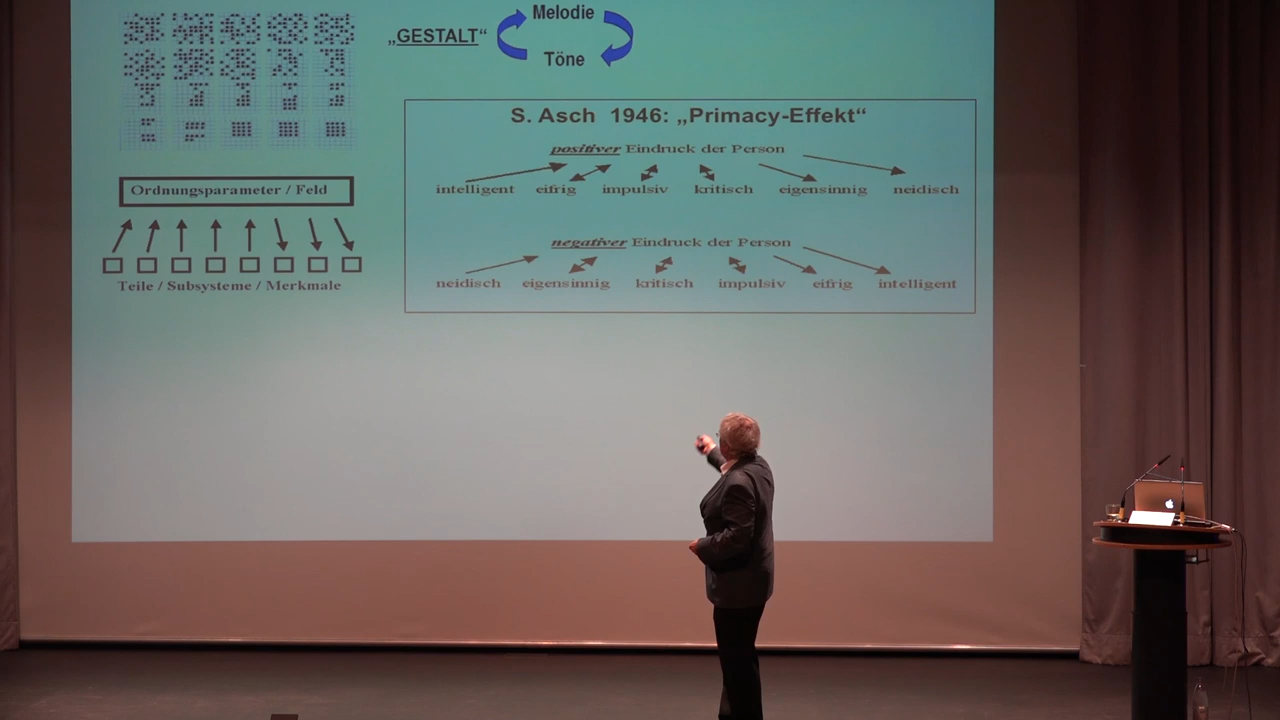 Melodie
„GESTALT“
Töne
S. Asch 1946: „Primacy-Effekt“
positiver Eindruck der Person
intelligent eifrig impulsiv kritisch eigensinnig neidisch
negativer Eindruck der Person
neidisch eigensinnig kritisch impulsiv eifrig intelligent
Ordnungsparameter / Feld
Teile / Subsysteme / Merkmale